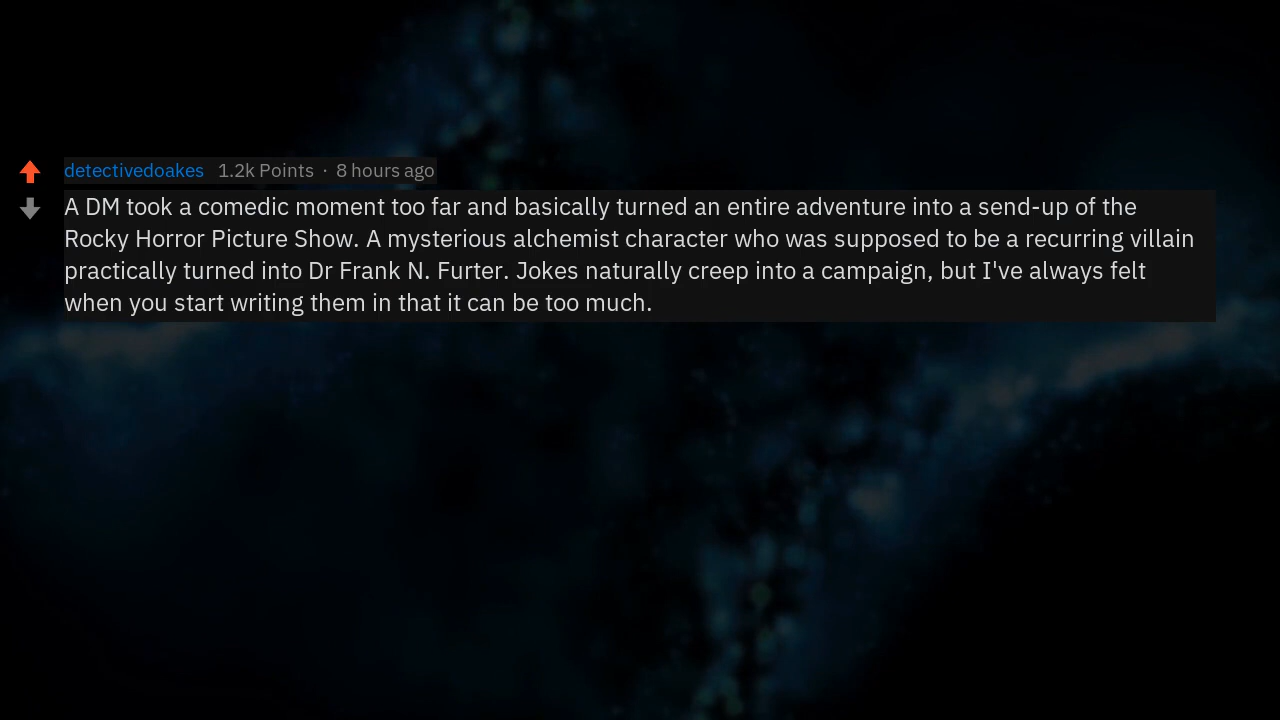 detectivedoakes 1.2k Points · 8 hours ago
A DM took a comedic moment too far and basically turned an entire adventure into a send-up of the
Rocky Horror Picture Show. A mysterious alchemist character who was supposed to be a recurring villain
practically turned into Dr Frank N. Furter. Jokes naturally creep into a campaign, but I've always felt
when you start writing them in that it can be too much.